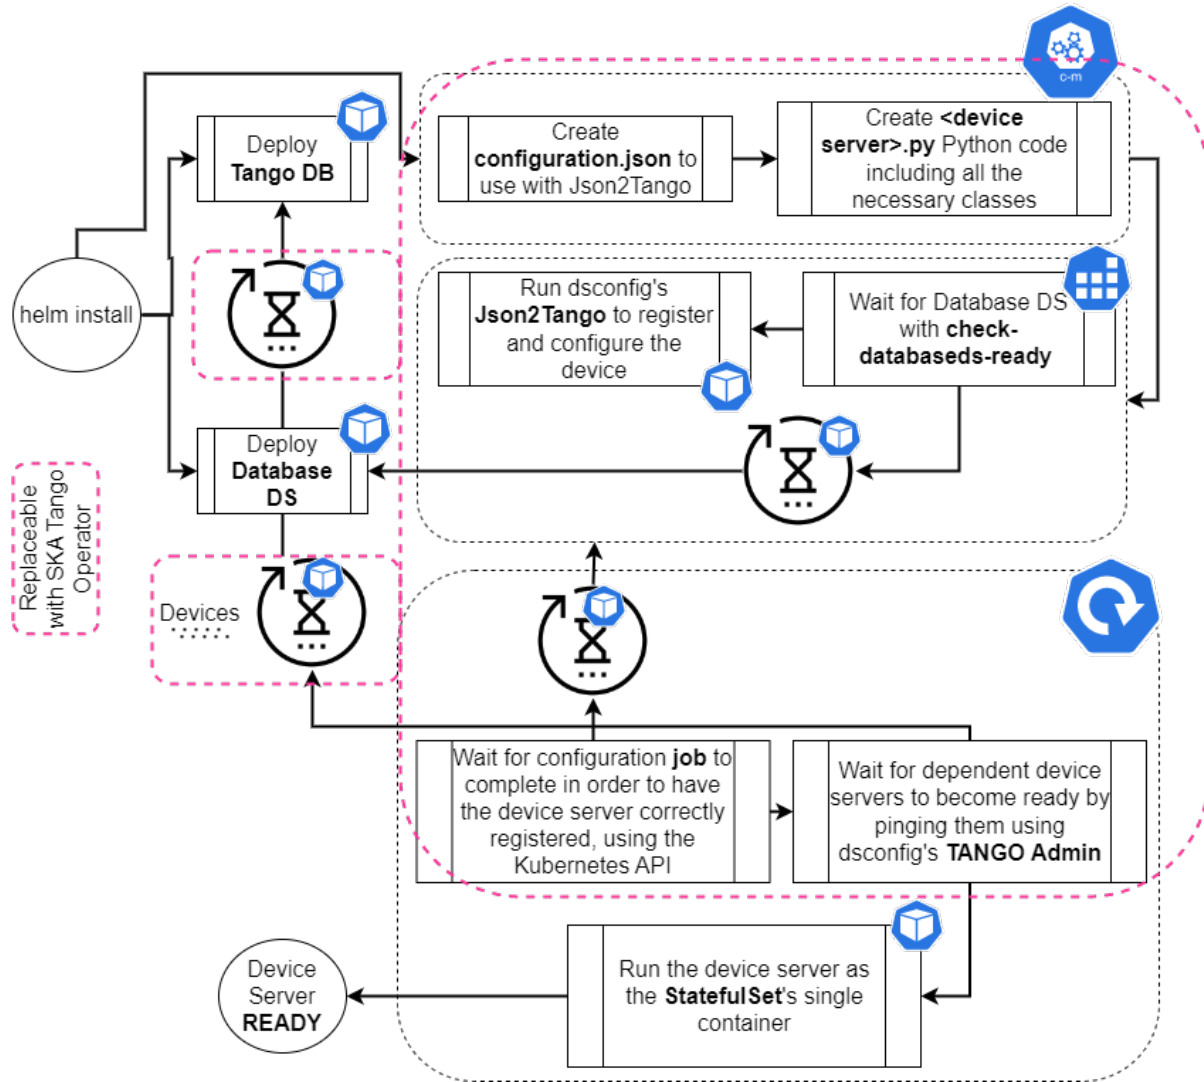 c-m
Deploy
Tango DB
Create
configuration.json to
use with Json2Tango
Create <device
server>.py Python code
including all the
necessary classes
helm install
Run dsconfig's
Json2Tango to register
and configure the
device
Wait for Database DS
with check-
databaseds-ready
Deploy
Database
DS
Replaceable
with SKA Tango
Operator
Devices
Wait for configuration job to
complete in order to have
the device server correctly
registered, using the
Kubernetes API
Wait for dependent device
servers to become ready by
pinging them using
dsconfig's TANGO Admin
Device
Server
READY
Run the device server as
the StatefulSet's single
container